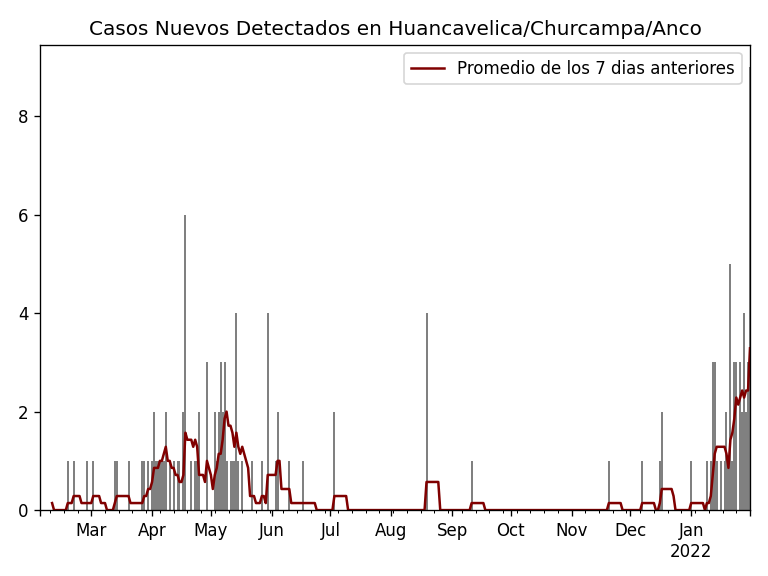 Casos Nuevos Detectados en Huancavelica/Churcampa/Anco
Promedio de los 7 dias anteriores
8
6
4
2
0
Mar Apr May Jun Jul Aug Sep Oct Nov Dec Jan
2022